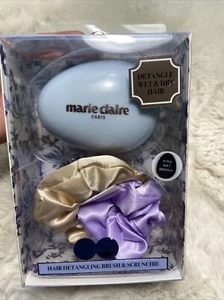 DETANGLE
WET & DRY
HAIR
marie claire
PARIS
HAIR DETANGLING BRUSH & SCRUNCHIE